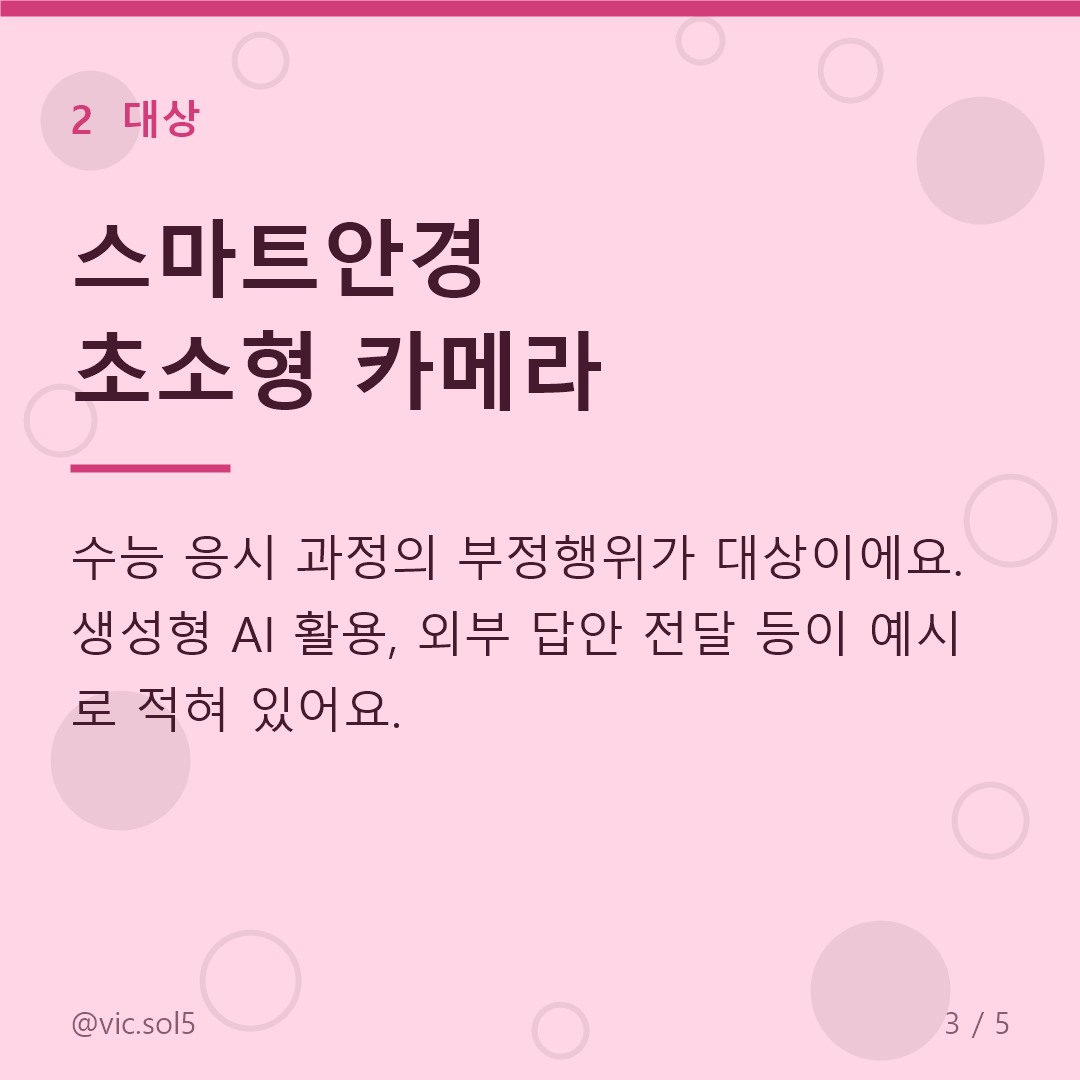 2 대상
스마트안경
초소형 카메라
수능 응시 과정의 부정행위가 대상이에요.
생성형 AI 활용, 외부 답안 전달 등이 예시
로 적혀 있어요.
@vic.sol5
3 / 5